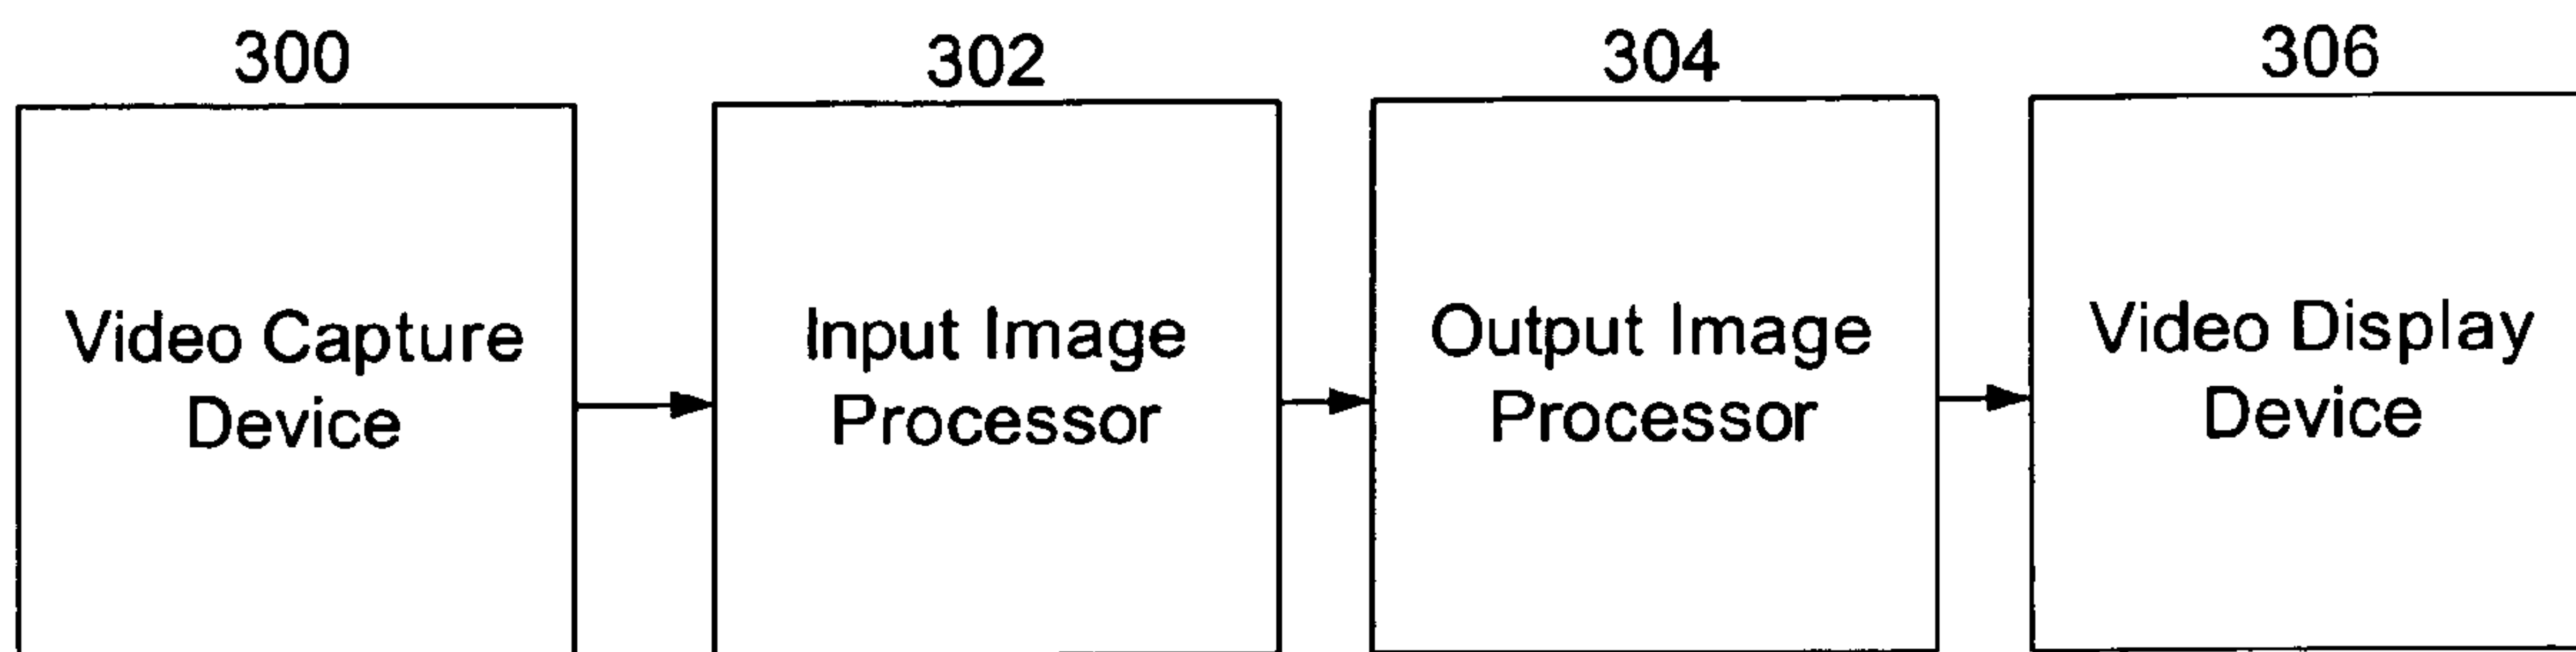 300
Video Capture
Device
302
Input Image
Processor
304
Output Image
Processor
306
Video Display
Device